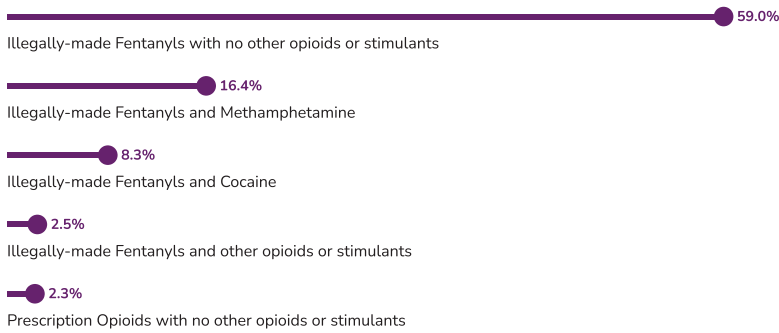 59.0%
Illegally-made Fentanyls with no other opioids or stimulants
16.4%
Illegally-made Fentanyls and Methamphetamine
8.3%
Illegally-made Fentanyls and Cocaine
2.5%
Illegally-made Fentanyls and other opioids or stimulants
2.3%
Prescription Opioids with no other opioids or stimulants